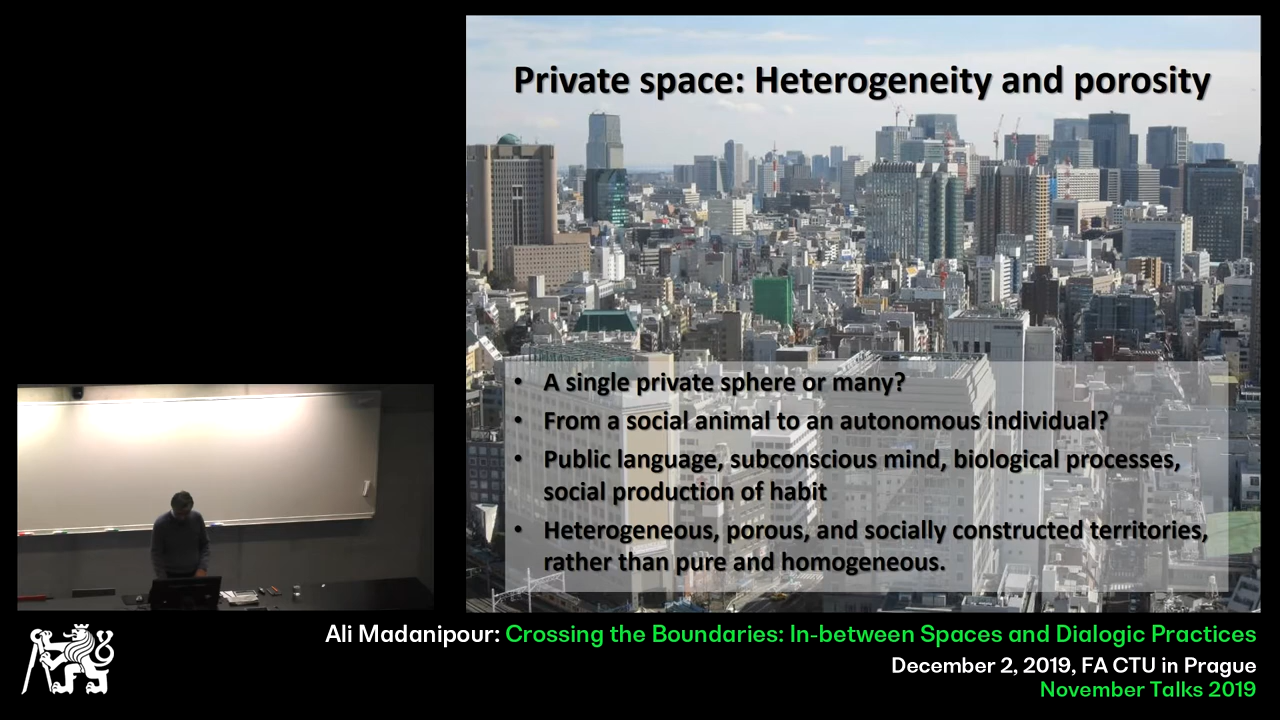 Private space: Heterogeneity and porosity
• A single private sphere or many?
• From a social animal to an autonomous individual?
• Public language, subconscious mind, biological processes,
social production of habit
• Heterogeneous, porous, and socially constructed territories,
rather than pure and homogeneous.
Ali Madanipour: Crossing the Boundaries: In-between Spaces and Dialogic Practices
December 2, 2019, FA CTU in Prague
November Talks 2019